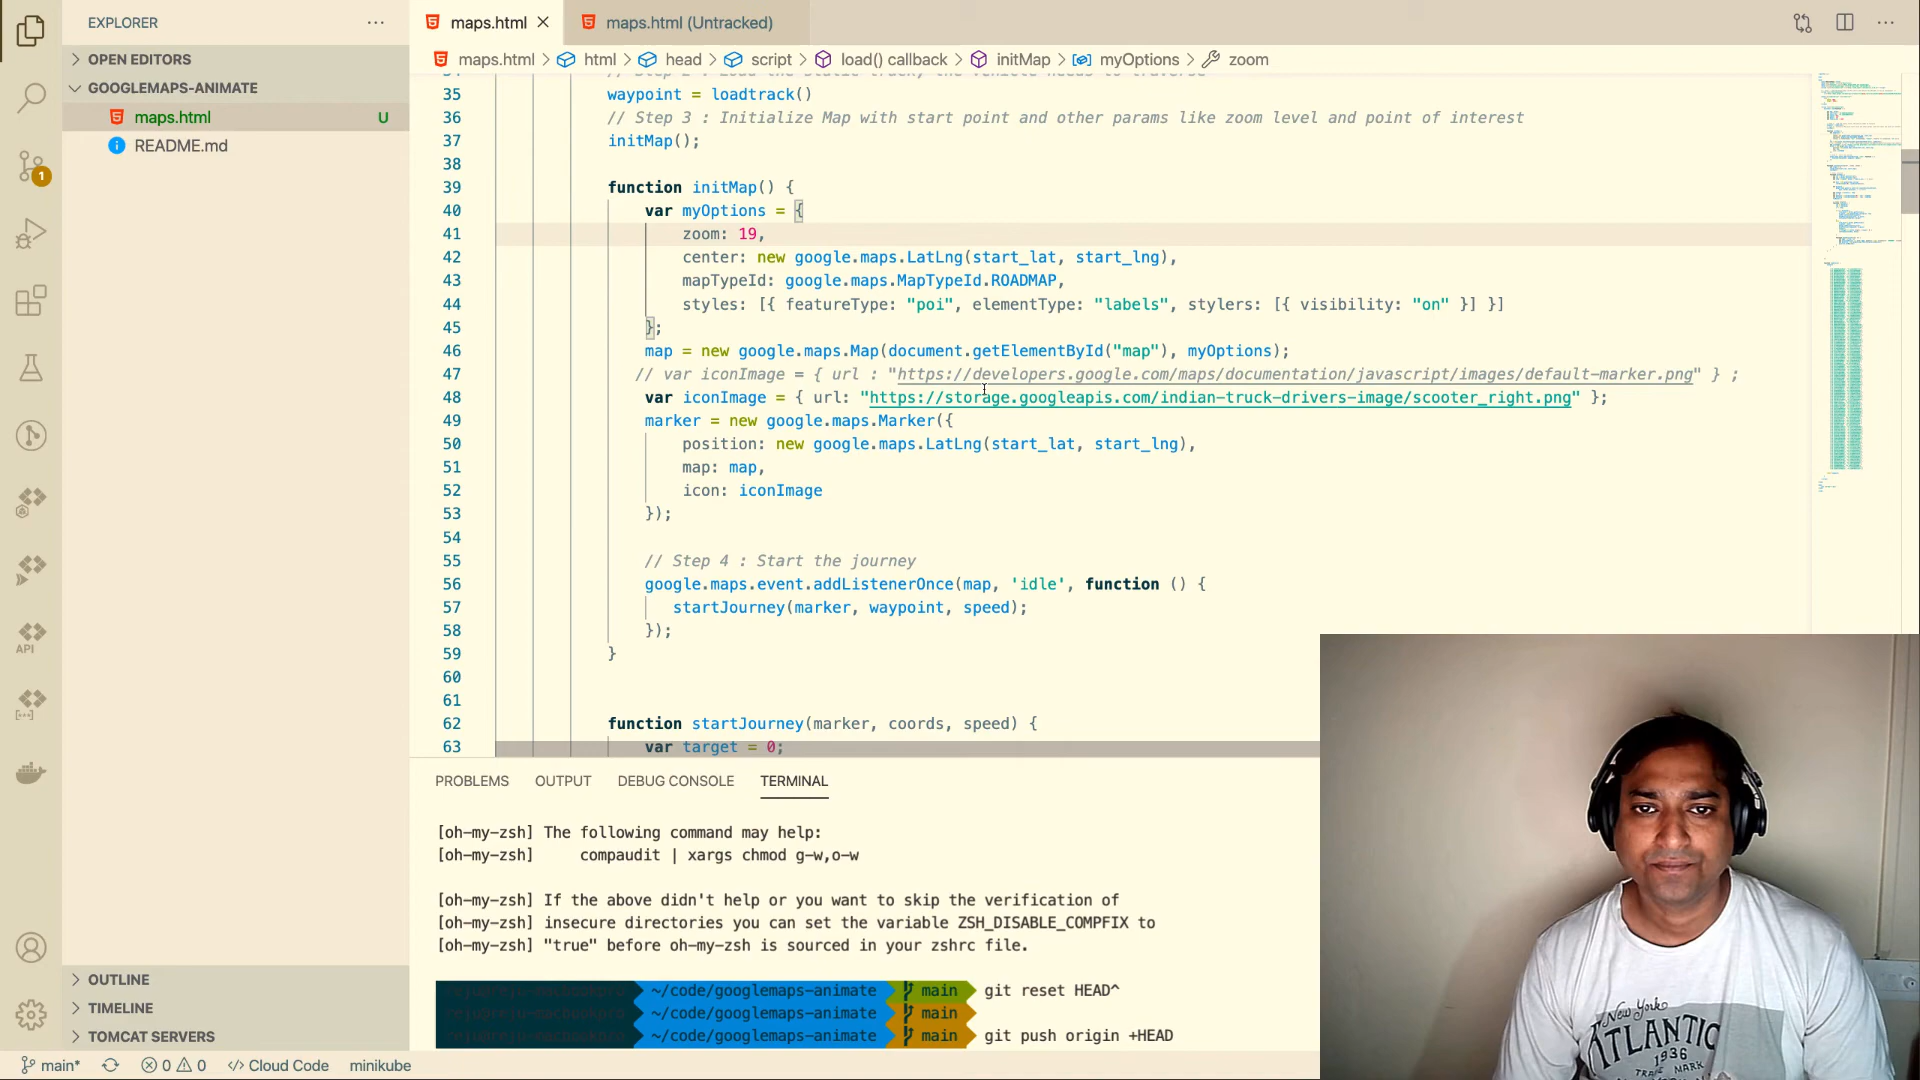 EXPLORER
OPEN EDITORS
GOOGLEMAPS-ANIMATE
maps.html U
README.md
1
API
OUTLINE
TIMELINE
TOMCAT SERVERS
main* 0 0 Cloud Code minikube
maps.html
maps.html (Untracked)
maps.html > html > head > script > load() callback > initMap > myOptions > zoom
35 waypoint = loadtrack()
36 // Step 3 : Initialize Map with start point and other params like zoom level and point of interest
37 initMap();
38
39 function initMap() {
40 var myOptions = {
41 zoom: 19,
42 center: new google.maps.LatLng(start_lat, start_lng),
43 mapTypeId: google.maps.MapTypeId.ROADMAP,
44 styles: [{ featureType: "poi", elementType: "labels", stylers: [{ visibility: "on" }] }]
45 };
46 map = new google.maps.Map(document.getElementById("map"), myOptions);
47 // var iconImage = { url : "https://developers.google.com/maps/documentation/javascript/images/default-marker.png" } ;
48 var iconImage = { url: "https://storage.googleapis.com/indian-truck-drivers-image/scooter_right.png" };
49 marker = new google.maps.Marker({
50 position: new google.maps.LatLng(start_lat, start_lng),
51 map: map,
52 icon: iconImage
53 });
54
55 // Step 4 : Start the journey
56 google.maps.event.addListenerOnce(map, 'idle', function () {
57 startJourney(marker, waypoint, speed);
58 });
59 }
60
61
62 function startJourney(marker, coords, speed) {
63 var target = 0;
PROBLEMS OUTPUT DEBUG CONSOLE TERMINAL
[oh-my-zsh] The following command may help:
[oh-my-zsh] compaudit | xargs chmod g-w,o-w
[oh-my-zsh] If the above didn't help or you want to skip the verification of
[oh-my-zsh] insecure directories you can set the variable ZSH_DISABLE_COMPFIX to
[oh-my-zsh] "true" before oh-my-zsh is sourced in your zshrc file.
~/code/googlemaps-animate main git reset HEAD^
~/code/googlemaps-animate main
~/code/googlemaps-animate main git push origin +HEAD
New York
ATLANTIC
1936
TRADE MARK